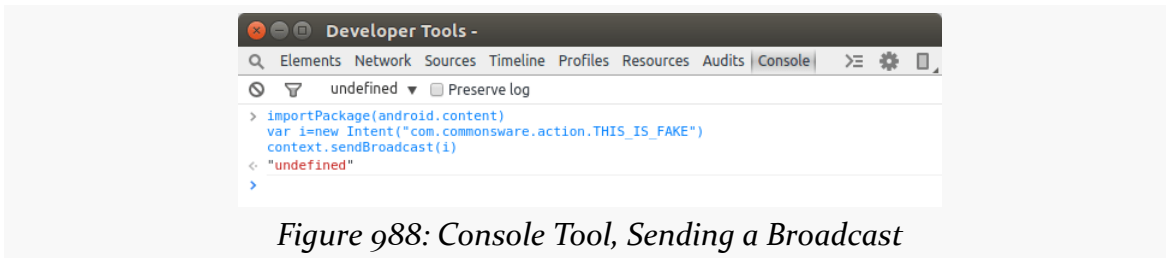 Developer Tools -
Elements Network Sources Timeline Profiles Resources Audits Console
undefined ▼ Preserve log
> importPackage(android.content)
var i=new Intent("com.commonsware.action.THIS_IS_FAKE")
context.sendBroadcast(i)
"undefined"
>
Figure 988: Console Tool, Sending a Broadcast